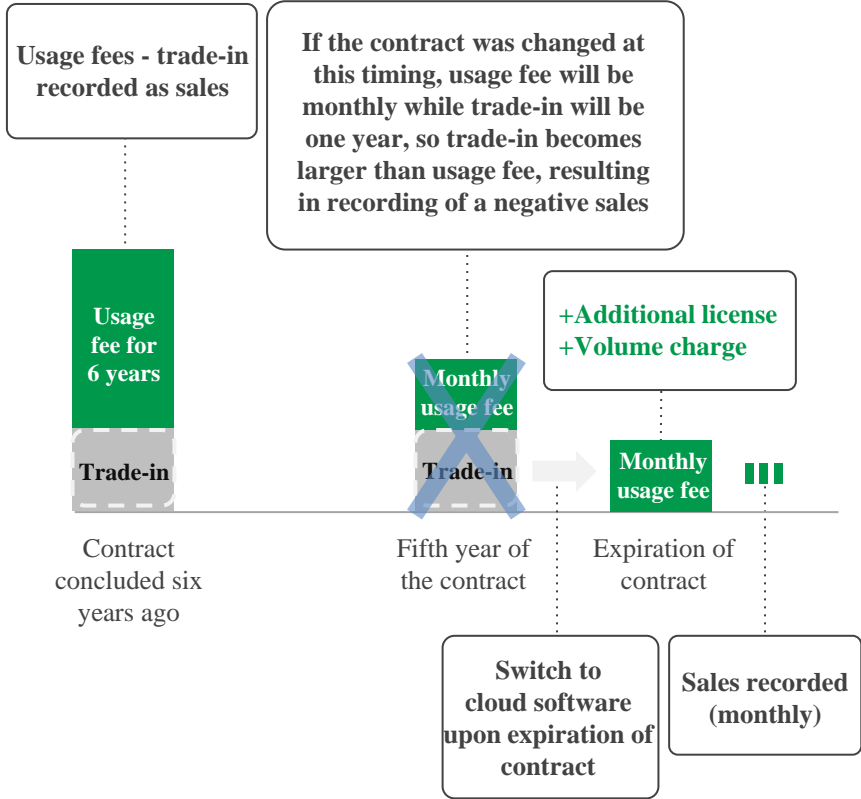 Usage fees - trade-in
recorded as sales
If the contract was changed at
this timing, usage fee will be
monthly while trade-in will be
one year, so trade-in becomes
larger than usage fee, resulting
in recording of a negative sales
Usage
fee for
6 years
Trade-in
Monthly
usage fee
Trade-in
+Additional license
+Volume charge
Monthly
usage fee
Contract
concluded six
years ago
Fifth year of
the contract
Expiration of
contract
Switch to
cloud software
upon expiration of
contract
Sales recorded
(monthly)